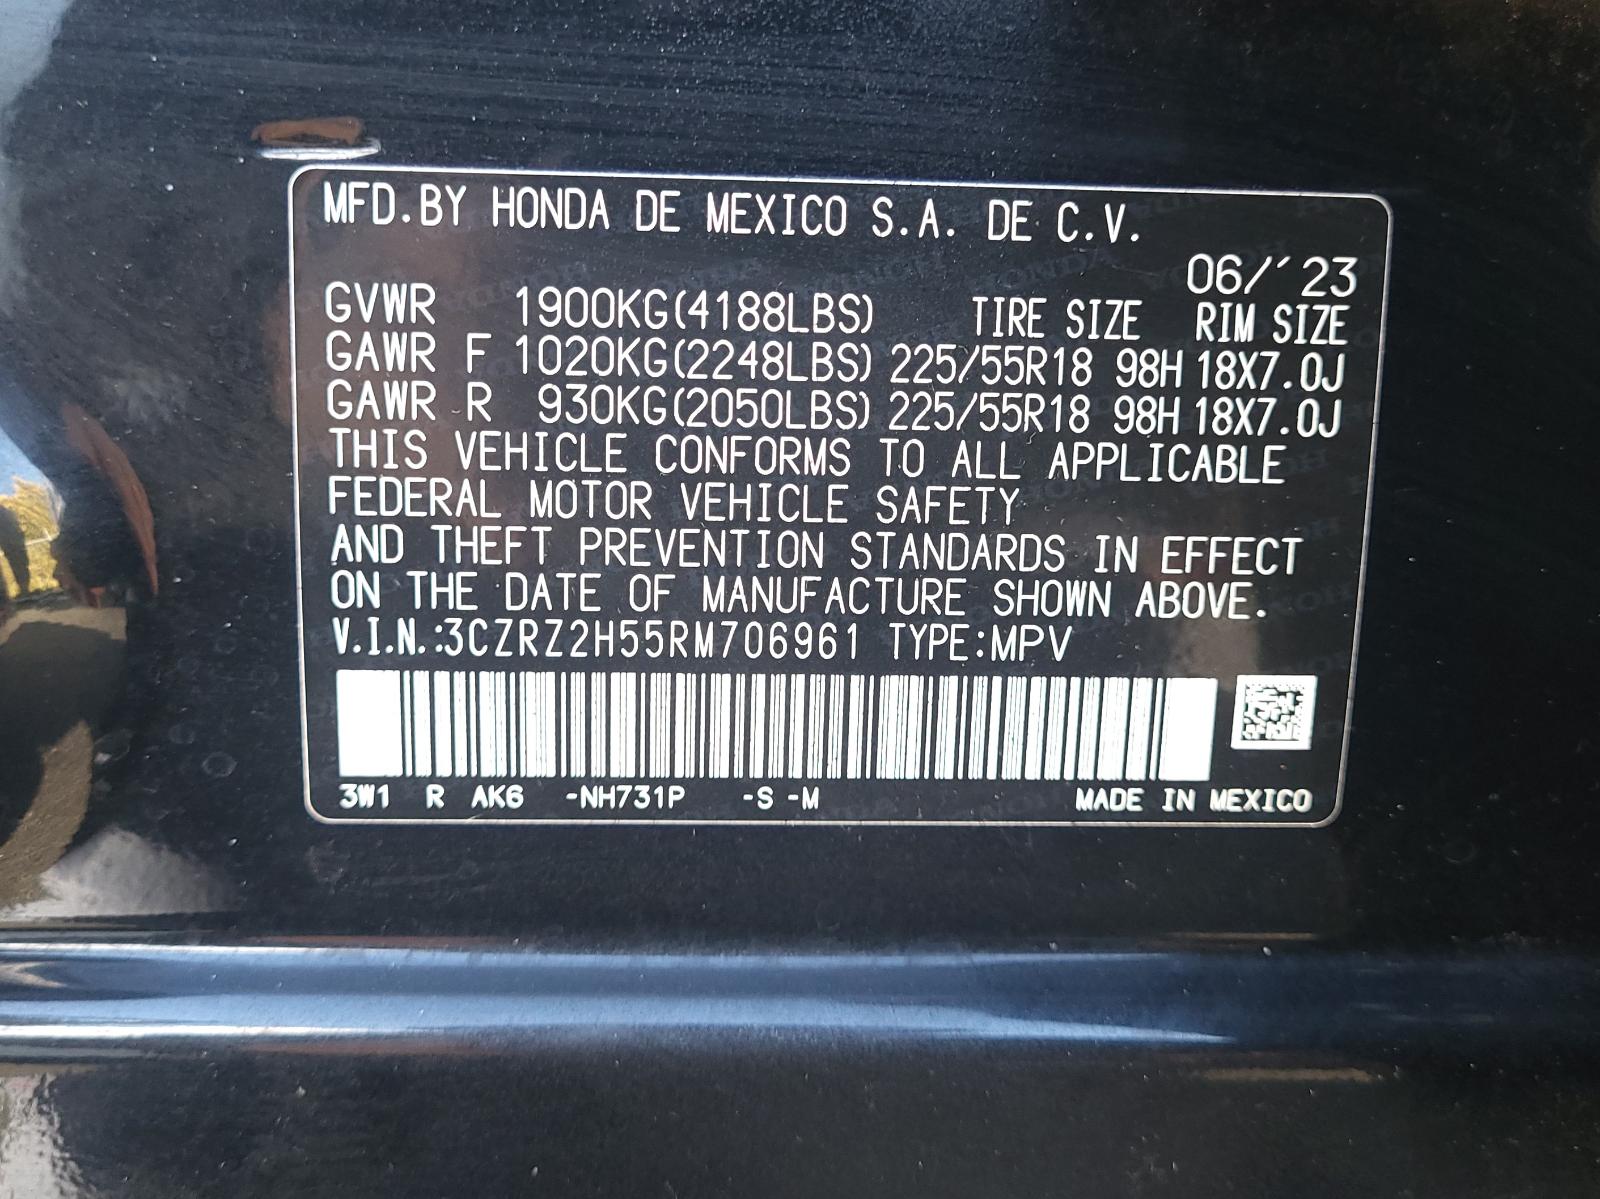 MFD.BY HONDA DE MEXICO S.A. DE C.V.
06/´23
GVWR 1900KG(4188LBS) TIRE SIZE RIM SIZE
GAWR F 1020KG(2248LBS) 225/55R18 98H 18X7.0J
GAWR R 930KG(2050LBS) 225/55R18 98H 18X7.0J
THIS VEHICLE CONFORMS TO ALL APPLICABLE
FEDERAL MOTOR VEHICLE SAFETY
AND THEFT PREVENTION STANDARDS IN EFFECT
ON THE DATE OF MANUFACTURE SHOWN ABOVE.
V.I.N.:3CZRZ2H55RM706961 TYPE:MPV
3W1 R AK6 -NH731P -S -M MADE IN MEXICO